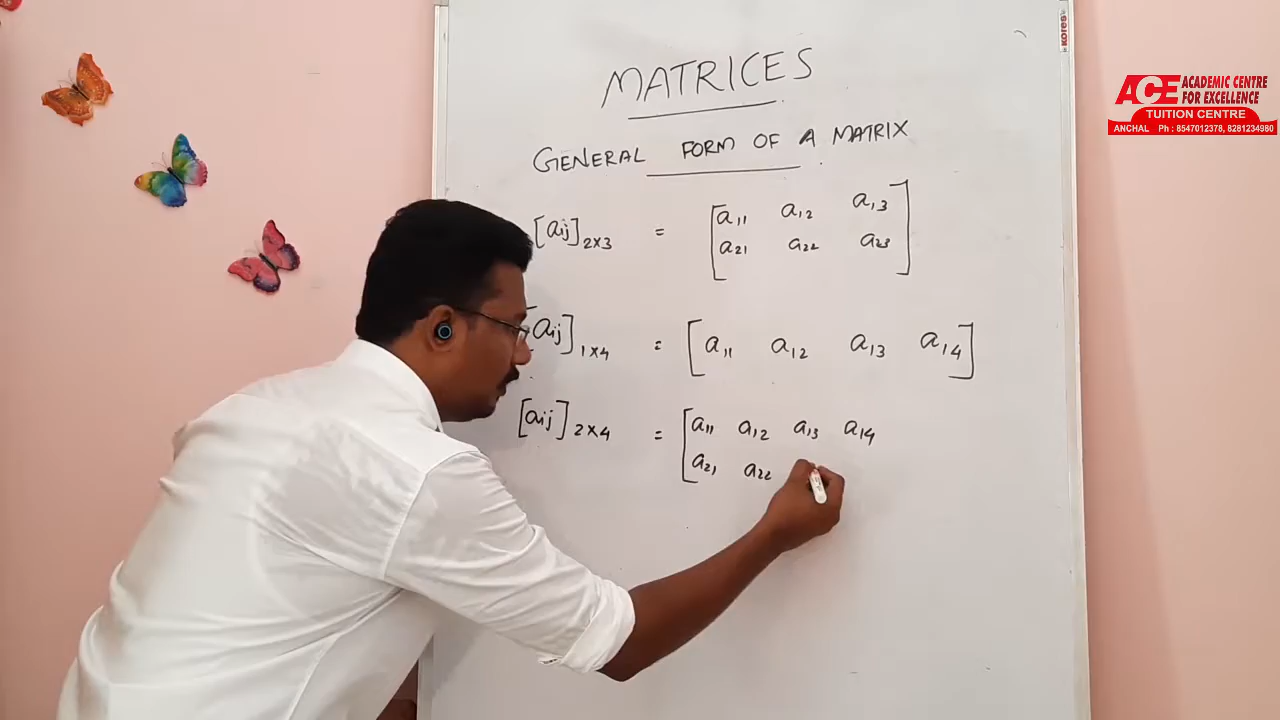 MATRICES
GENERAL FORM OF A MATRIX
[aij]2x3 = [a11 a12 a13
a21 a22 a23]
[aij]1x4 = [a11 a12 a13 a14]
[aij]2x4 = [a11 a12 a13 a14
a21 a22
kores
ACE ACADEMIC CENTRE
FOR EXCELLENCE
TUITION CENTRE
ANCHAL Ph : 8547012378, 8281234980